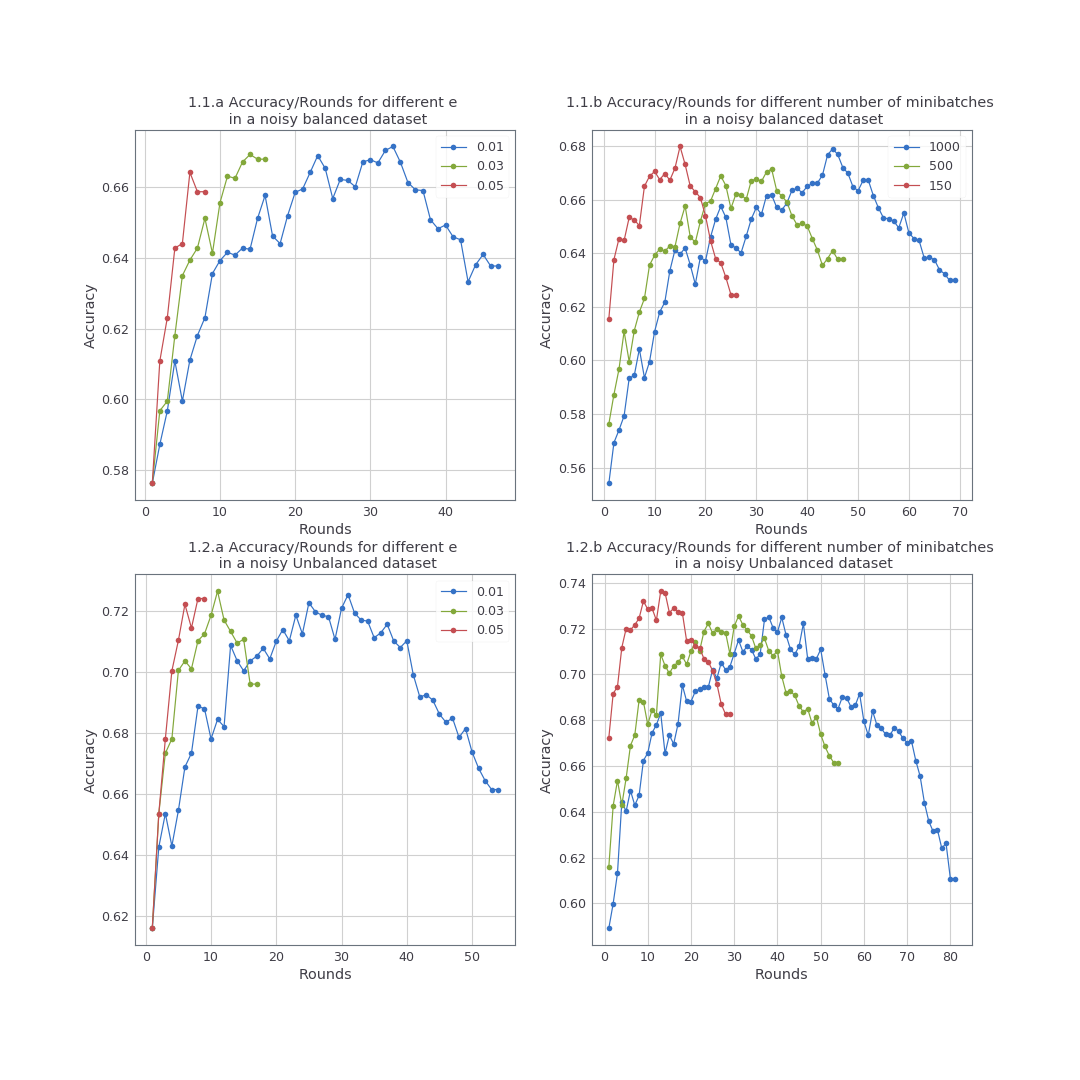 1.1.a Accuracy/Rounds for different e
in a noisy balanced dataset
0.01
0.03
0.05
0.66
0.64
0.62
0.60
0.58
Accuracy
0 10 20 30 40
Rounds
1.1.b Accuracy/Rounds for different number of minibatches
in a noisy balanced dataset
1000
500
150
0.68
0.66
0.64
0.62
0.60
0.58
0.56
Accuracy
0 10 20 30 40 50 60 70
Rounds
1.2.a Accuracy/Rounds for different e
in a noisy Unbalanced dataset
0.01
0.03
0.05
0.72
0.70
0.68
0.66
0.64
0.62
Accuracy
0 10 20 30 40 50
Rounds
1.2.b Accuracy/Rounds for different number of minibatches
in a noisy Unbalanced dataset
1000
500
150
0.74
0.72
0.70
0.68
0.66
0.64
0.62
0.60
Accuracy
0 10 20 30 40 50 60 70 80
Rounds